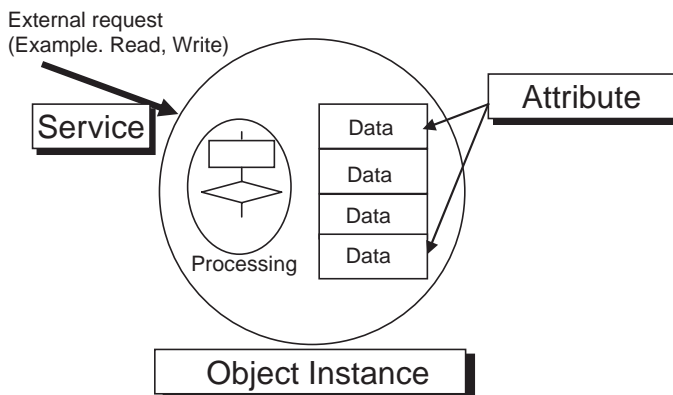 External request
(Example. Read, Write)
Service
Attribute
Data
Data
Data
Data
Processing
Object Instance